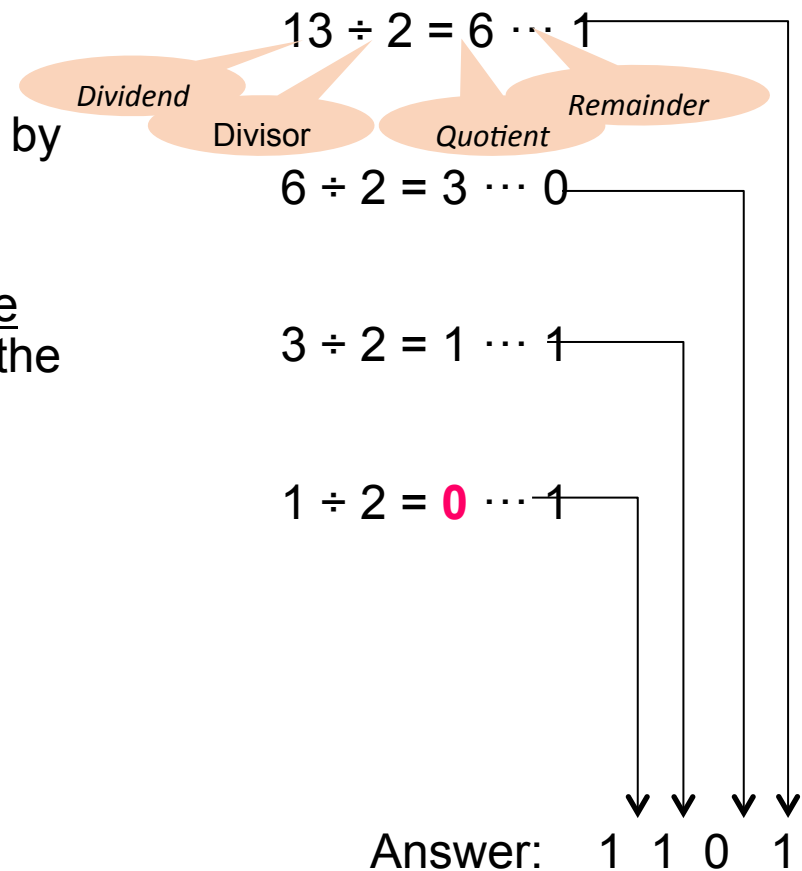 13 ÷ 2 = 6 ··· 1
Dividend
Divisor
Quotient
Remainder
by
6 ÷ 2 = 3 ··· 0
e
the
3 ÷ 2 = 1 ··· 1
1 ÷ 2 = 0 ··· 1
Answer: 1 1 0 1